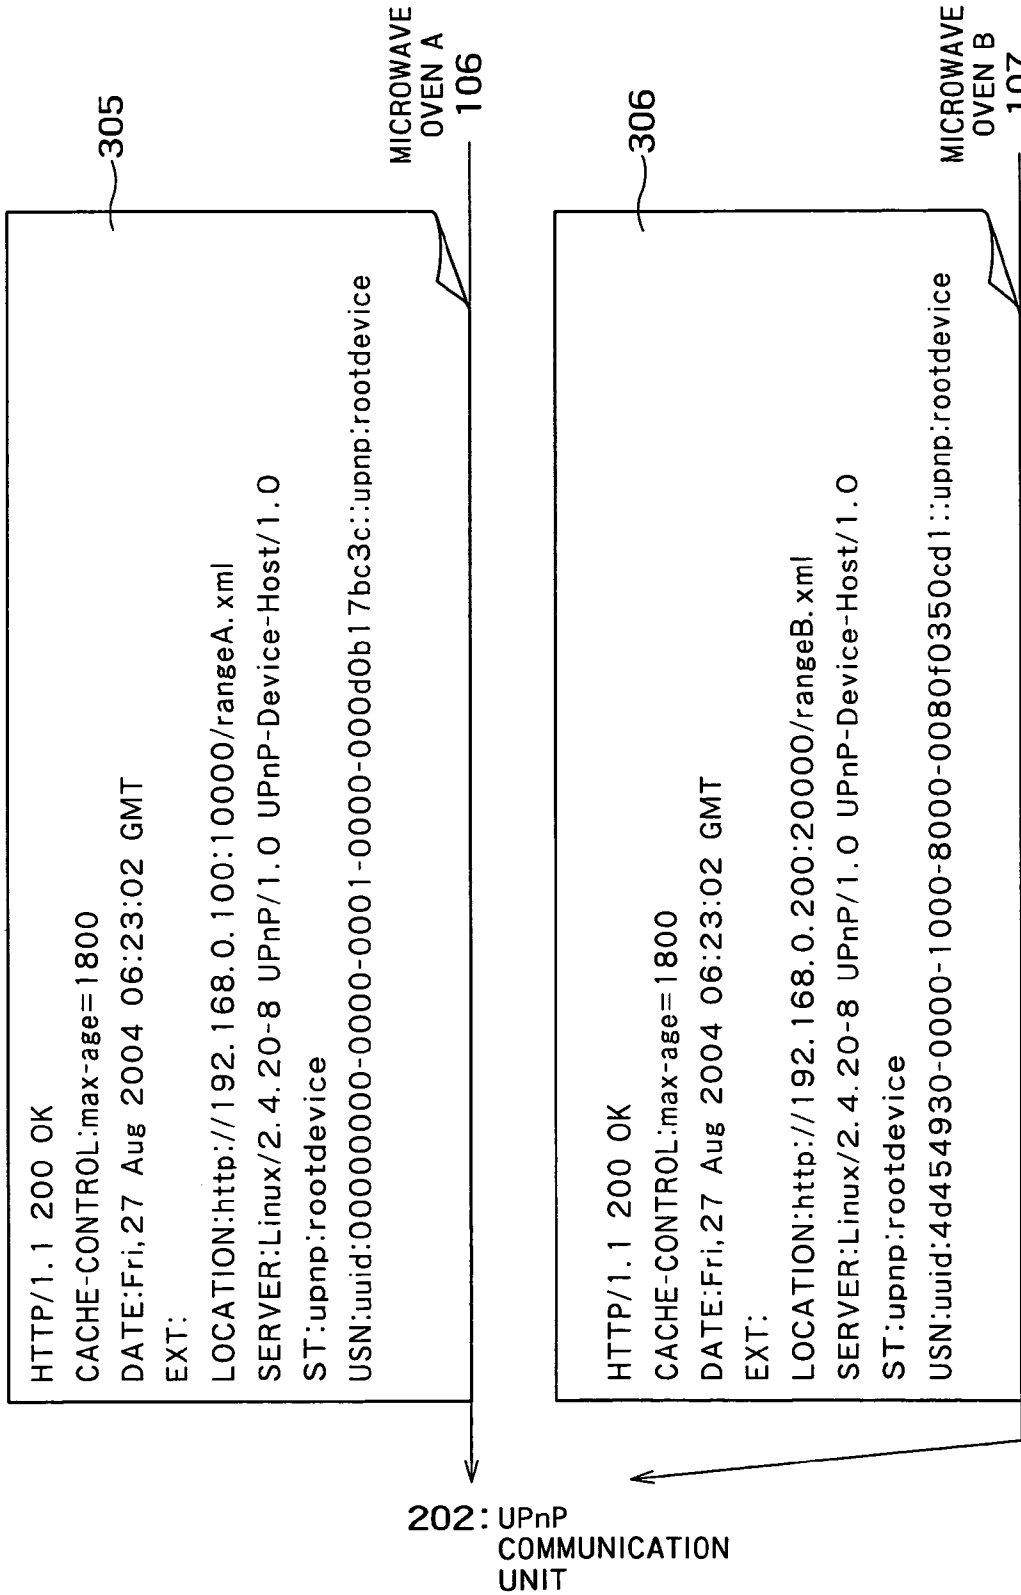 305
HTTP/1.1 200 OK
CACHE-CONTROL:max-age=1800
DATE:Fri,27 Aug 2004 06:23:02 GMT
EXT:
LOCATION:http://192.168.0.100:10000/rangeA.xml
SERVER:Linux/2.4.20-8 UPnP/1.0 UPnP-Device-Host/1.0
ST:upnp:rootdevice
USN:uuid:00000000-0000-0001-0000-000d0b17bc3c::upnp:rootdevice
MICROWAVE
OVEN A
106
306
HTTP/1.1 200 OK
CACHE-CONTROL:max-age=1800
DATE:Fri,27 Aug 2004 06:23:02 GMT
EXT:
LOCATION:http://192.168.0.200:20000/rangeB.xml
SERVER:Linux/2.4.20-8 UPnP/1.0 UPnP-Device-Host/1.0
ST:upnp:rootdevice
USN:uuid:4d454930-0000-1000-8000-0080f0350cd1::upnp:rootdevice
MICROWAVE
OVEN B
107
202: UPnP
COMMUNICATION
UNIT